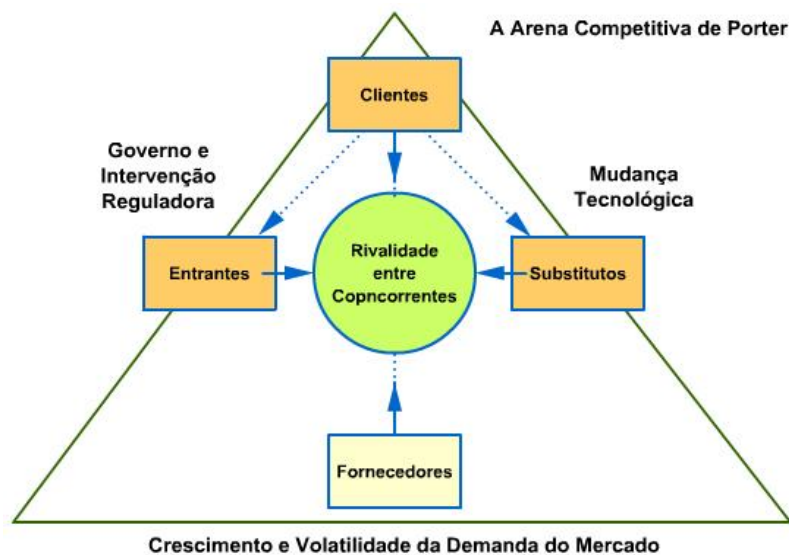 A Arena Competitiva de Porter
Clientes
Governo e
Intervenção
Reguladora
Mudança
Tecnológica
Entrantes
Rivalidade
entre
Copncorrentes
Substitutos
Fornecedores
Crescimento e Volatilidade da Demanda do Mercado